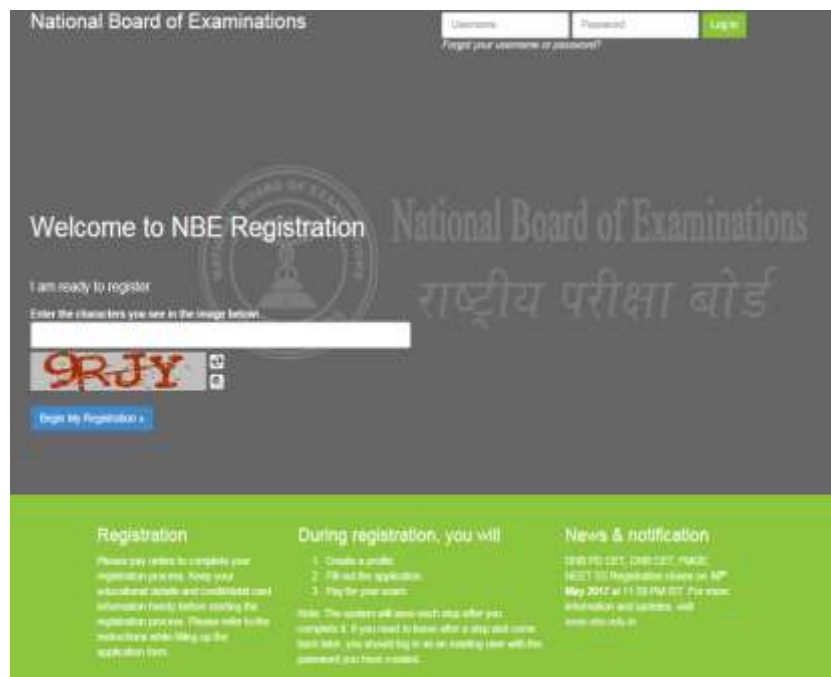 National Board of Examinations
Username
Password
Log in
Forgot your username or password?
National Board of Examinations
राष्ट्रीय परीक्षा बोर्ड
Welcome to NBE Registration
I am ready to register
Enter the characters you see in the image below:
9RJY
Begin My Registration »
Registration
Please pay online to complete your
registration process. Keep your
educational details and credit/debit card
information handy before starting the
registration process. Please refer to the
instructions while filling up the
application form.
During registration, you will
1. Create a profile.
2. Fill out the application.
3. Pay for your exam.
Note: The system will save each step after you
complete it. If you need to leave after a step and come
back later, you should log in as an existing user with the
password you have created.
News & notification
DNB PD CET, DNB CET, FMGE,
NEET SS Registration closes on
May 2017 at 11:59 PM IST. For more
information and updates, visit
www.nbe.edu.in